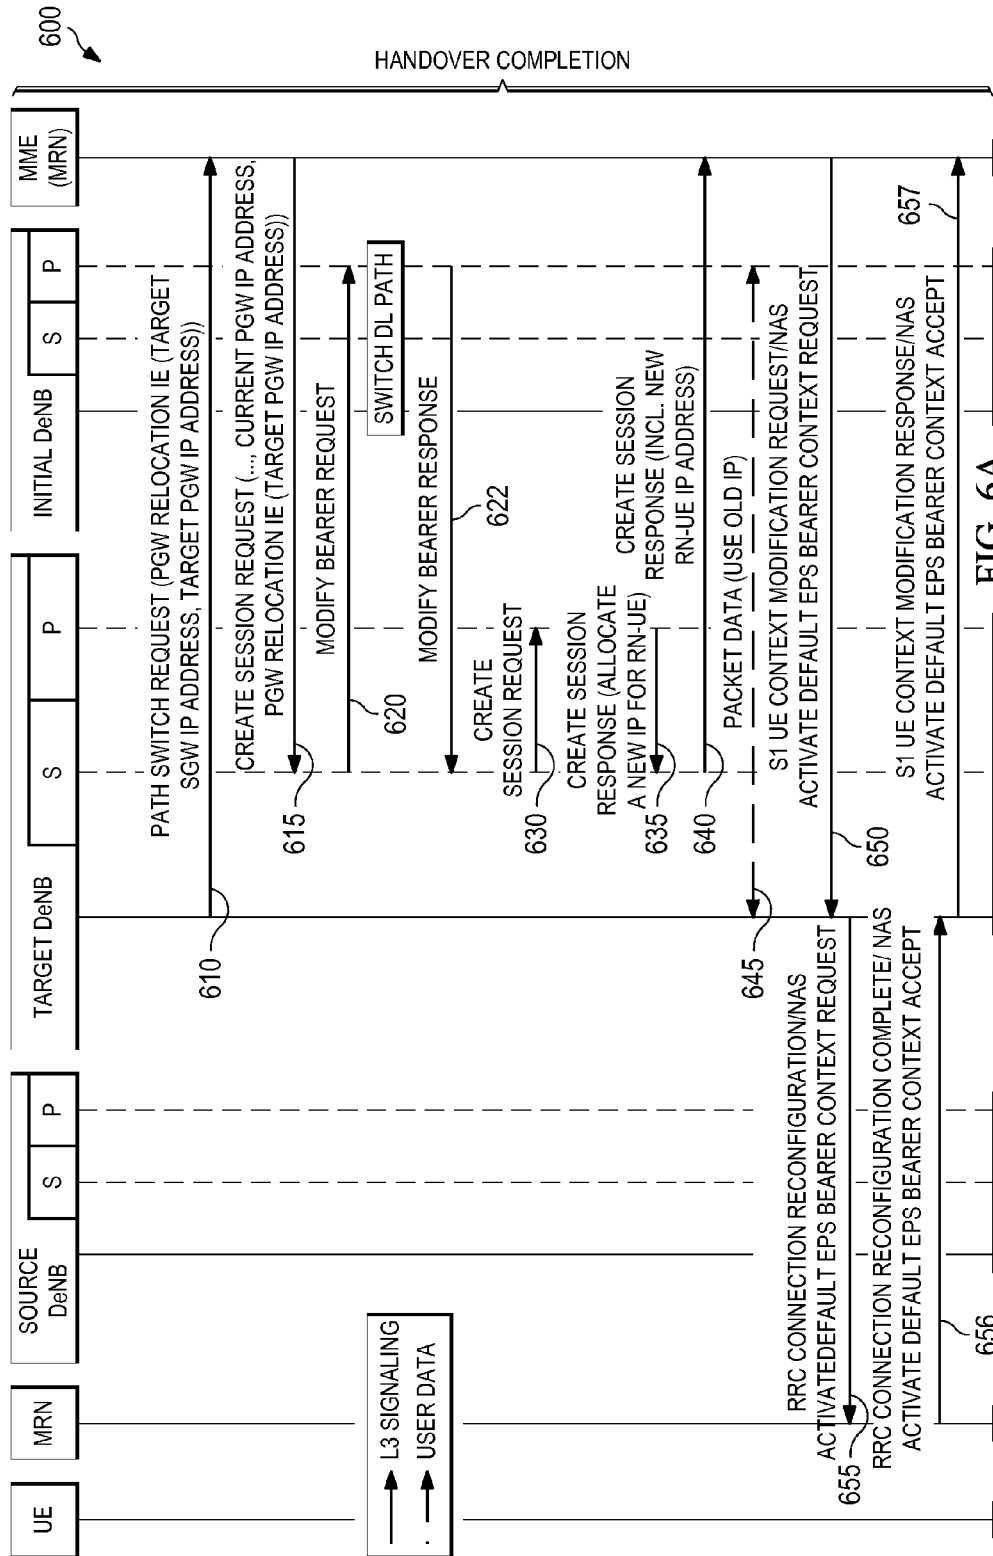 600
HANDOVER COMPLETION
UE
MRN
SOURCE
DeNB
S
P
TARGET DeNB
S
P
INITIAL DeNB
S
P
MME
(MRN)
PATH SWITCH REQUEST (PGW RELOCATION IE (TARGET
SGW IP ADDRESS, TARGET PGW IP ADDRESS))
610
CREATE SESSION REQUEST (..., CURRENT PGW IP ADDRESS,
PGW RELOCATION IE (TARGET PGW IP ADDRESS))
615
MODIFY BEARER REQUEST
620
SWITCH DL PATH
MODIFY BEARER RESPONSE
622
CREATE
SESSION REQUEST
630
CREATE SESSION
RESPONSE (ALLOCATE
A NEW IP FOR RN-UE)
635
CREATE SESSION
RESPONSE (INCL. NEW
RN-UE IP ADDRESS)
640
PACKET DATA (USE OLD IP)
645
S1 UE CONTEXT MODIFICATION REQUEST/NAS
ACTIVATE DEFAULT EPS BEARER CONTEXT REQUEST
650
RRC CONNECTION RECONFIGURATION/NAS
ACTIVATEDEFAULT EPS BEARER CONTEXT REQUEST
655
RRC CONNECTION RECONFIGURATION COMPLETE/ NAS
ACTIVATE DEFAULT EPS BEARER CONTEXT ACCEPT
656
S1 UE CONTEXT MODIFICATION RESPONSE/NAS
ACTIVATE DEFAULT EPS BEARER CONTEXT ACCEPT
657
L3 SIGNALING
USER DATA
FIG. 6A